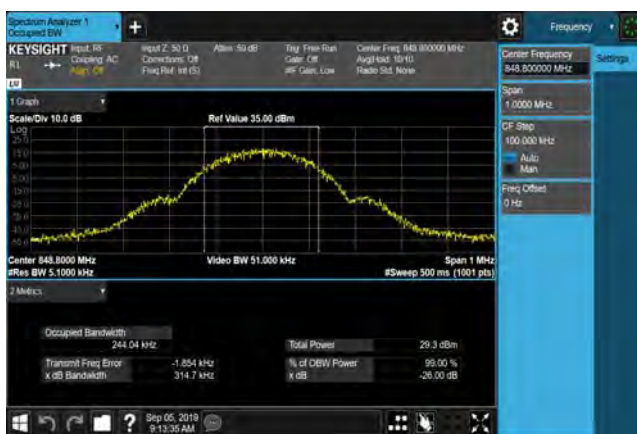 Spectrum Analyzer 1
Occupied BW
Frequency
KEYSIGHT Input: RF
Coupling: AC
Align: Off
Input Z: 50 Ω
Corrections: Off
Freq Ref: Int (S)
Atten: 50 dB
Trig: Free Run
Gate: Off
#IF Gain: Low
Center Freq: 848.800000 MHz
Avg|Hold: 10/10
Radio Std: None
1 Graph
Scale/Div 10.0 dB
Ref Value 35.00 dBm
Log
Center 848.8000 MHz
Video BW 51.000 kHz
Span 1 MHz
#Res BW 5.1000 kHz
#Sweep 500 ms (1001 pts)
2 Metrics
Occupied Bandwidth
244.04 kHz
Total Power 29.3 dBm
Transmit Freq Error -1.854 kHz
% of OBW Power 99.00 %
x dB Bandwidth 314.7 kHz
x dB -26.00 dB
Sep 05, 2019
9:13:35 AM
Center Frequency
848.800000 MHz
Settings
Span
1.0000 MHz
CF Step
100.000 kHz
Auto
Man
Freq Offset
0 Hz